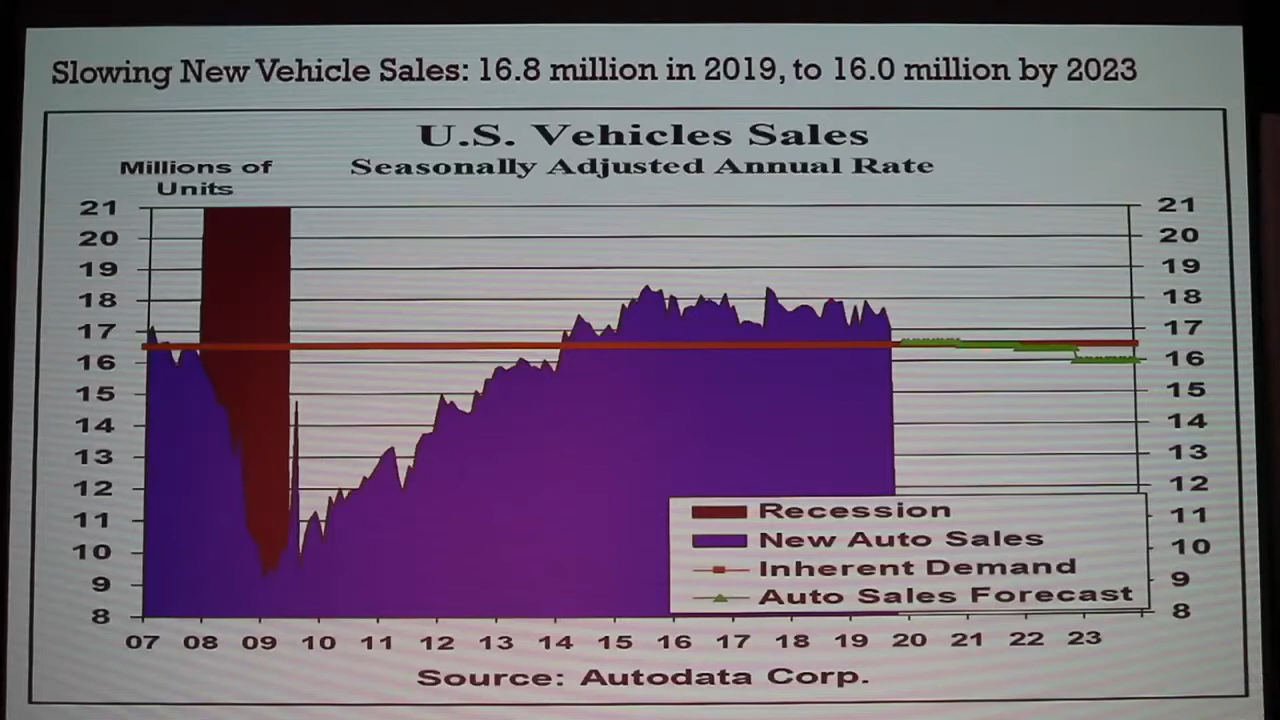 Slowing New Vehicle Sales: 16.8 million in 2019, to 16.0 million by 2023
U.S. Vehicles Sales
Seasonally Adjusted Annual Rate
Millions of
Units
21 21
20 20
19 19
18 18
17 17
16 16
15 15
14 14
13 13
12 12
11 11
10 10
9 9
8 8
Recession
New Auto Sales
Inherent Demand
Auto Sales Forecast
07 08 09 10 11 12 13 14 15 16 17 18 19 20 21 22 23
Source: Autodata Corp.